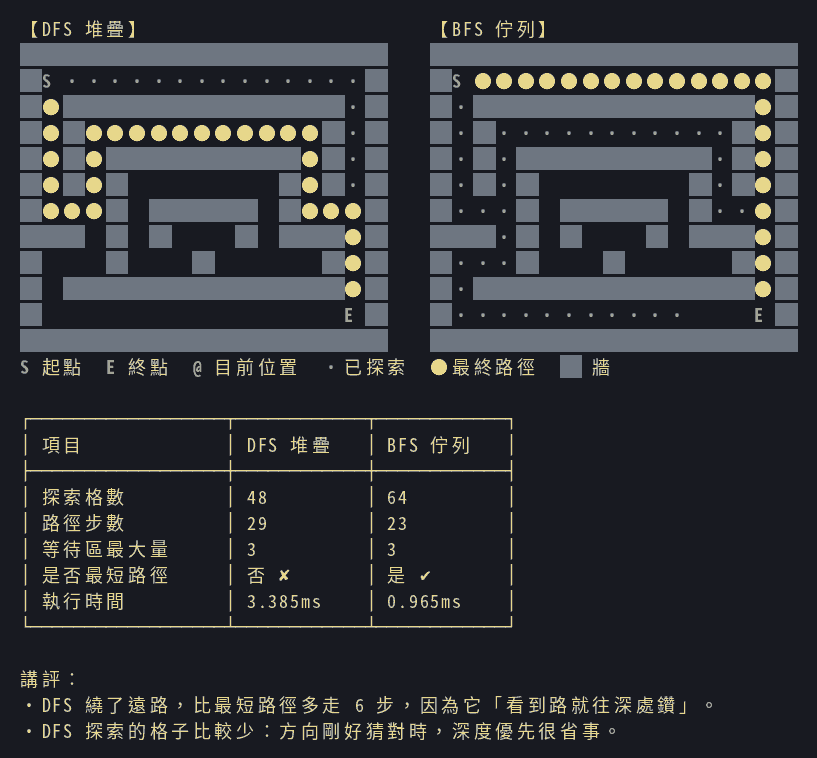 【DFS 堆疊】 【BFS 佇列】
S S
E E
S 起點 E 終點 @ 目前位置 · 已探索 ●最終路徑 牆
項目 DFS 堆疊 BFS 佇列
探索格數 48 64
路徑步數 29 23
等待區最大量 3 3
是否最短路徑 否 ✘ 是 ✔
執行時間 3.385ms 0.965ms
講評：
・DFS 繞了遠路，比最短路徑多走 6 步，因為它「看到路就往深處鑽」。
・DFS 探索的格子比較少：方向剛好猜對時，深度優先很省事。